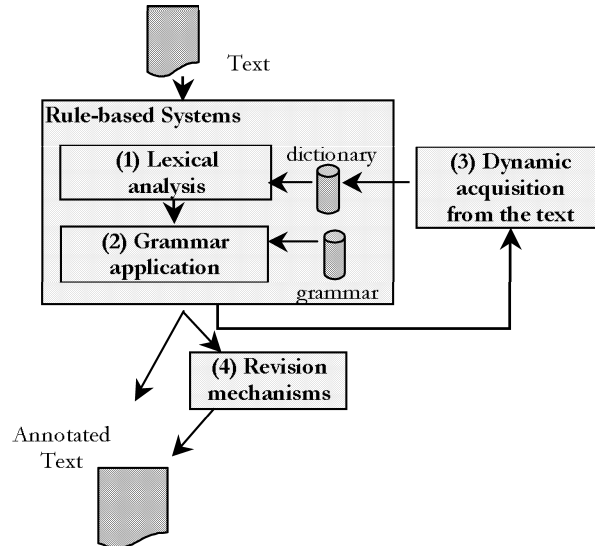 Text
Rule-based Systems
(1) Lexical
analysis
dictionary
(3) Dynamic
acquisition
from the text
(2) Grammar
application
grammar
(4) Revision
mechanisms
Annotated
Text